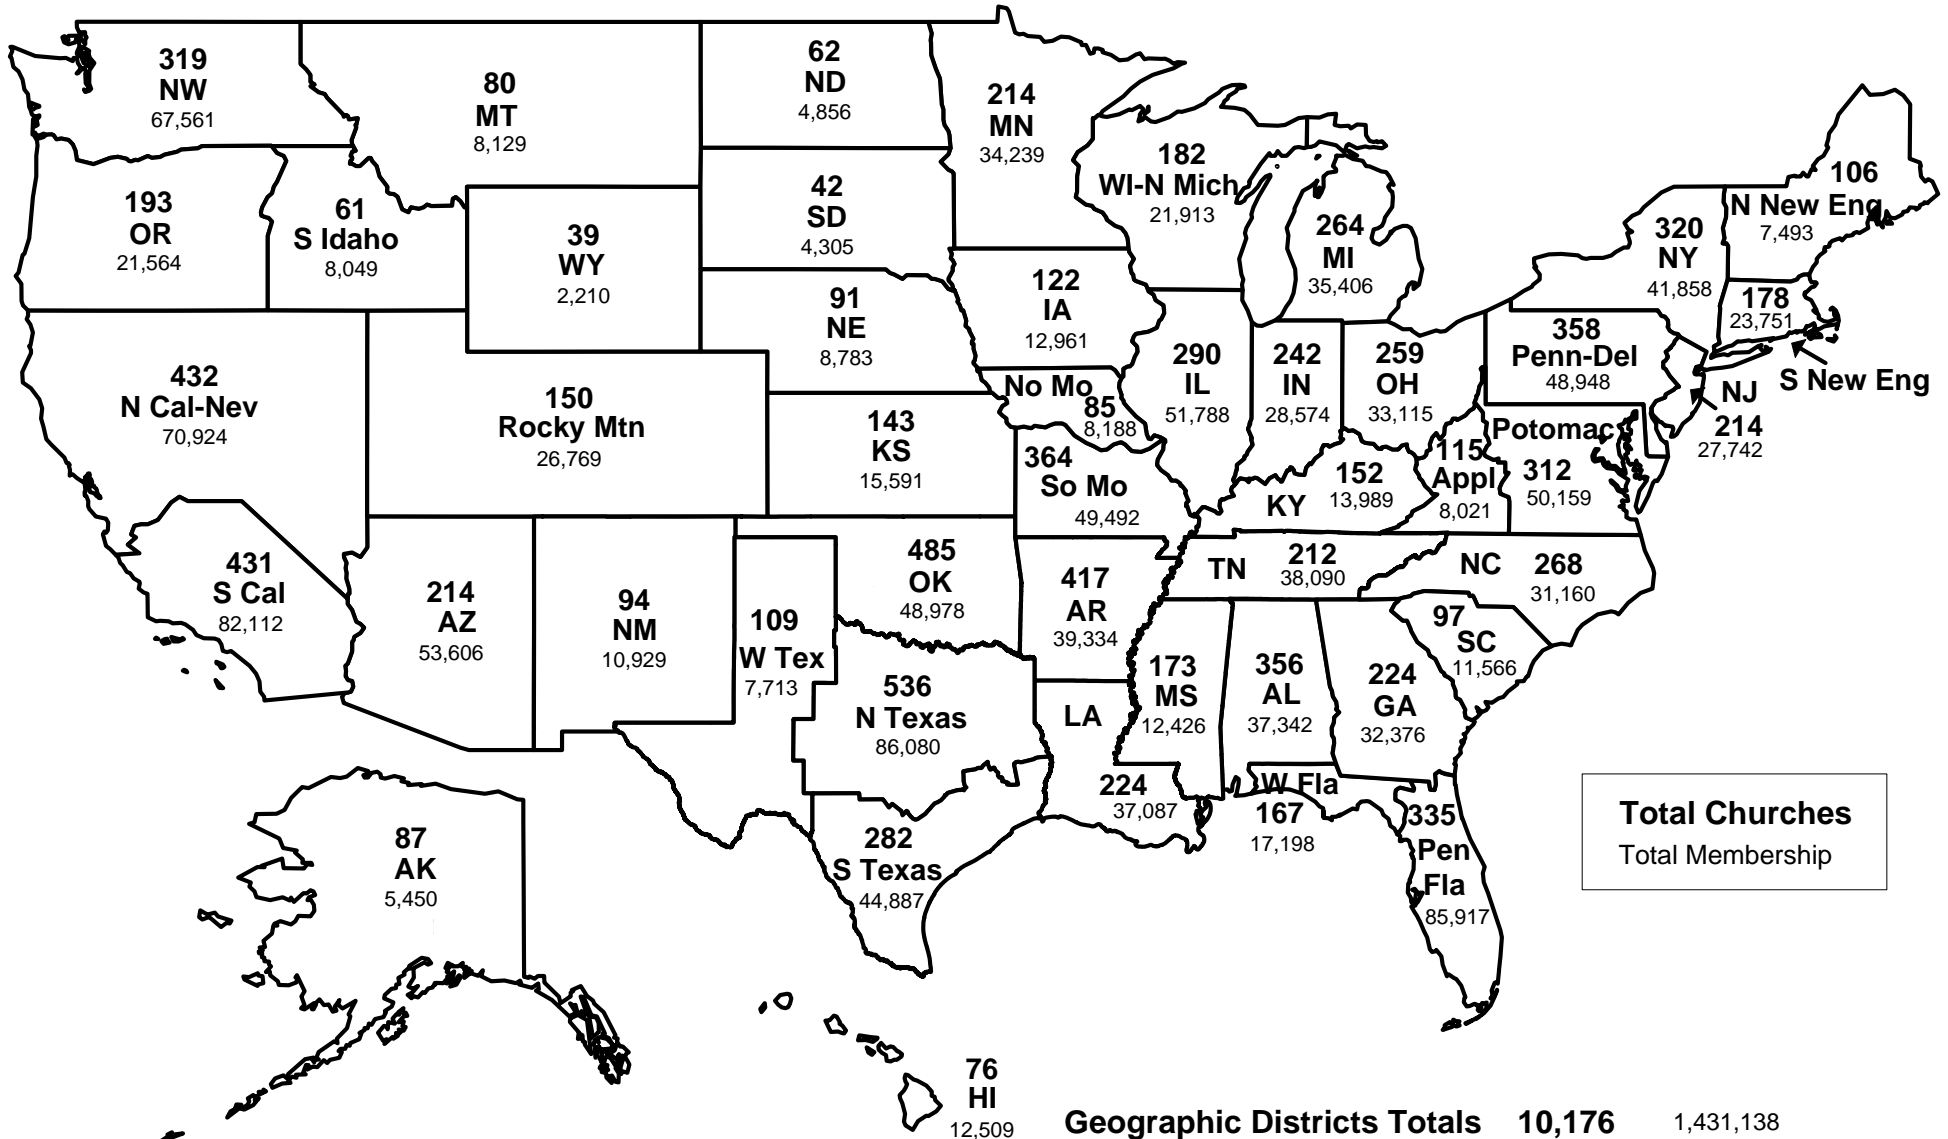 319
NW
67,561
80
MT
8,129
62
ND
4,856
214
MN
34,239
182
WI-N Mich
21,913
106
N New Eng
7,493
193
OR
21,564
61
S Idaho
8,049
39
WY
2,210
42
SD
4,305
264
MI
35,406
320
NY
41,858
178
23,751
S New Eng
122
IA
12,961
91
NE
8,783
358
Penn-Del
48,948
NJ
214
27,742
432
N Cal-Nev
70,924
150
Rocky Mtn
26,769
143
KS
15,591
No Mo
85
8,188
290
IL
51,788
242
IN
28,574
259
OH
33,115
Potomac
312
50,159
115
Appl
8,021
364
So Mo
49,492
KY
152
13,989
431
S Cal
82,112
214
AZ
53,606
94
NM
10,929
109
W Tex
7,713
485
OK
48,978
417
AR
39,334
TN
212
38,090
NC
268
31,160
97
SC
11,566
536
N Texas
86,080
LA
224
37,087
173
MS
12,426
356
AL
37,342
224
GA
32,376
W Fla
167
17,198
335
Pen
Fla
85,917
282
S Texas
44,887
87
AK
5,450
76
HI
12,509
Total Churches
Total Membership
Geographic Districts Totals 10,176 1,431,138